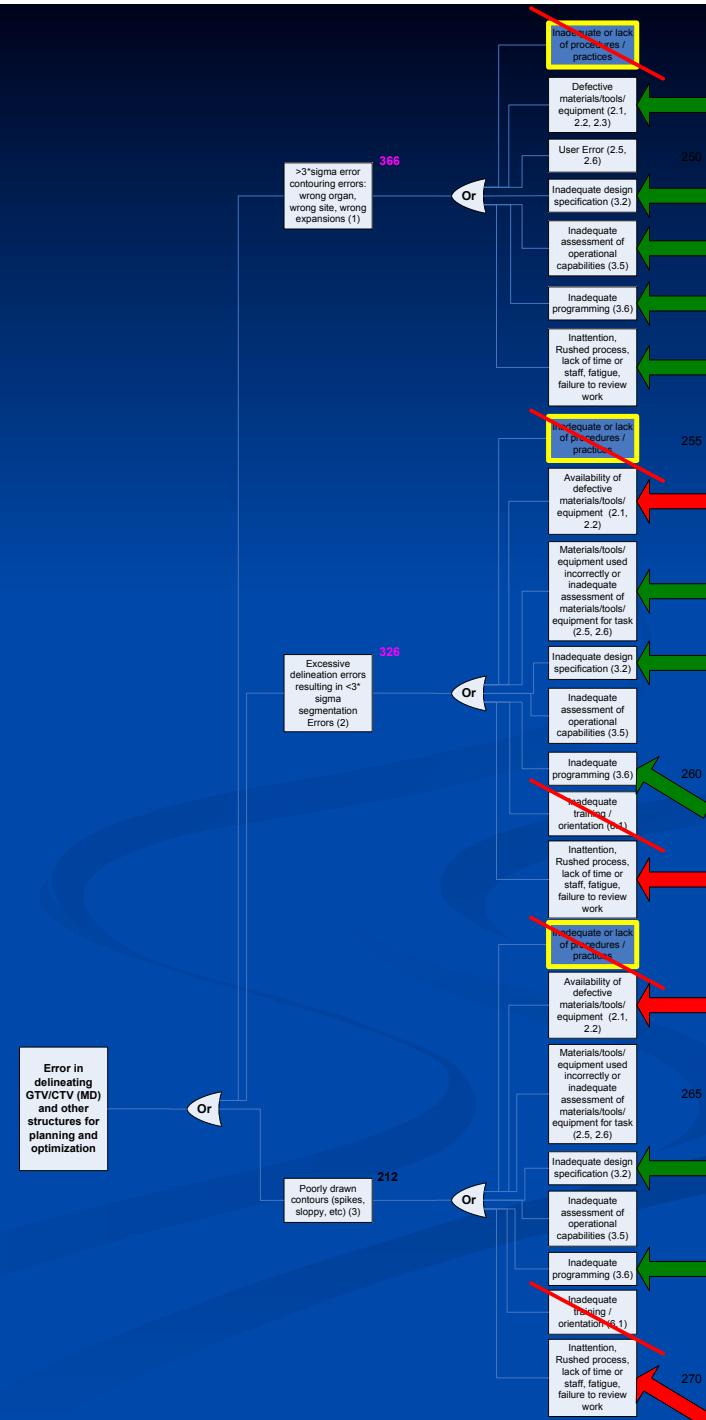 Inadequate or lack
of procedures /
practices
Defective
materials/tools/
equipment (2.1,
2.2, 2.3)
250
User Error (2.5,
2.6)
366
>3*sigma error
contouring errors:
wrong organ,
wrong site, wrong
expansions (1)
Or
Inadequate design
specification (3.2)
Inadequate
assessment of
operational
capabilities (3.5)
Inadequate
programming (3.6)
Inattention,
Rushed process,
lack of time or
staff, fatigue,
failure to review
work
Inadequate or lack
of procedures /
practices
255
Availability of
defective
materials/tools/
equipment (2.1,
2.2)
Materials/tools/
equipment used
incorrectly or
inadequate
assessment of
materials/tools/
equipment for task
(2.5, 2.6)
326
Excessive
delineation errors
resulting in <3*
sigma
segmentation
Errors (2)
Or
Inadequate design
specification (3.2)
Inadequate
assessment of
operational
capabilities (3.5)
Inadequate
programming (3.6)
260
Inadequate
training /
orientation (6.1)
Inattention,
Rushed process,
lack of time or
staff, fatigue,
failure to review
work
Inadequate or lack
of procedures /
practices
Availability of
defective
materials/tools/
equipment (2.1,
2.2)
Error in
delineating
GTV/CTV (MD)
and other
structures for
planning and
optimization
Or
Materials/tools/
equipment used
incorrectly or
inadequate
assessment of
materials/tools/
equipment for task
(2.5, 2.6)
265
212
Poorly drawn
contours (spikes,
sloppy, etc) (3)
Or
Inadequate design
specification (3.2)
Inadequate
assessment of
operational
capabilities (3.5)
Inadequate
programming (3.6)
Inadequate
training /
orientation (6.1)
Inattention,
Rushed process,
lack of time or
staff, fatigue,
failure to review
work
270